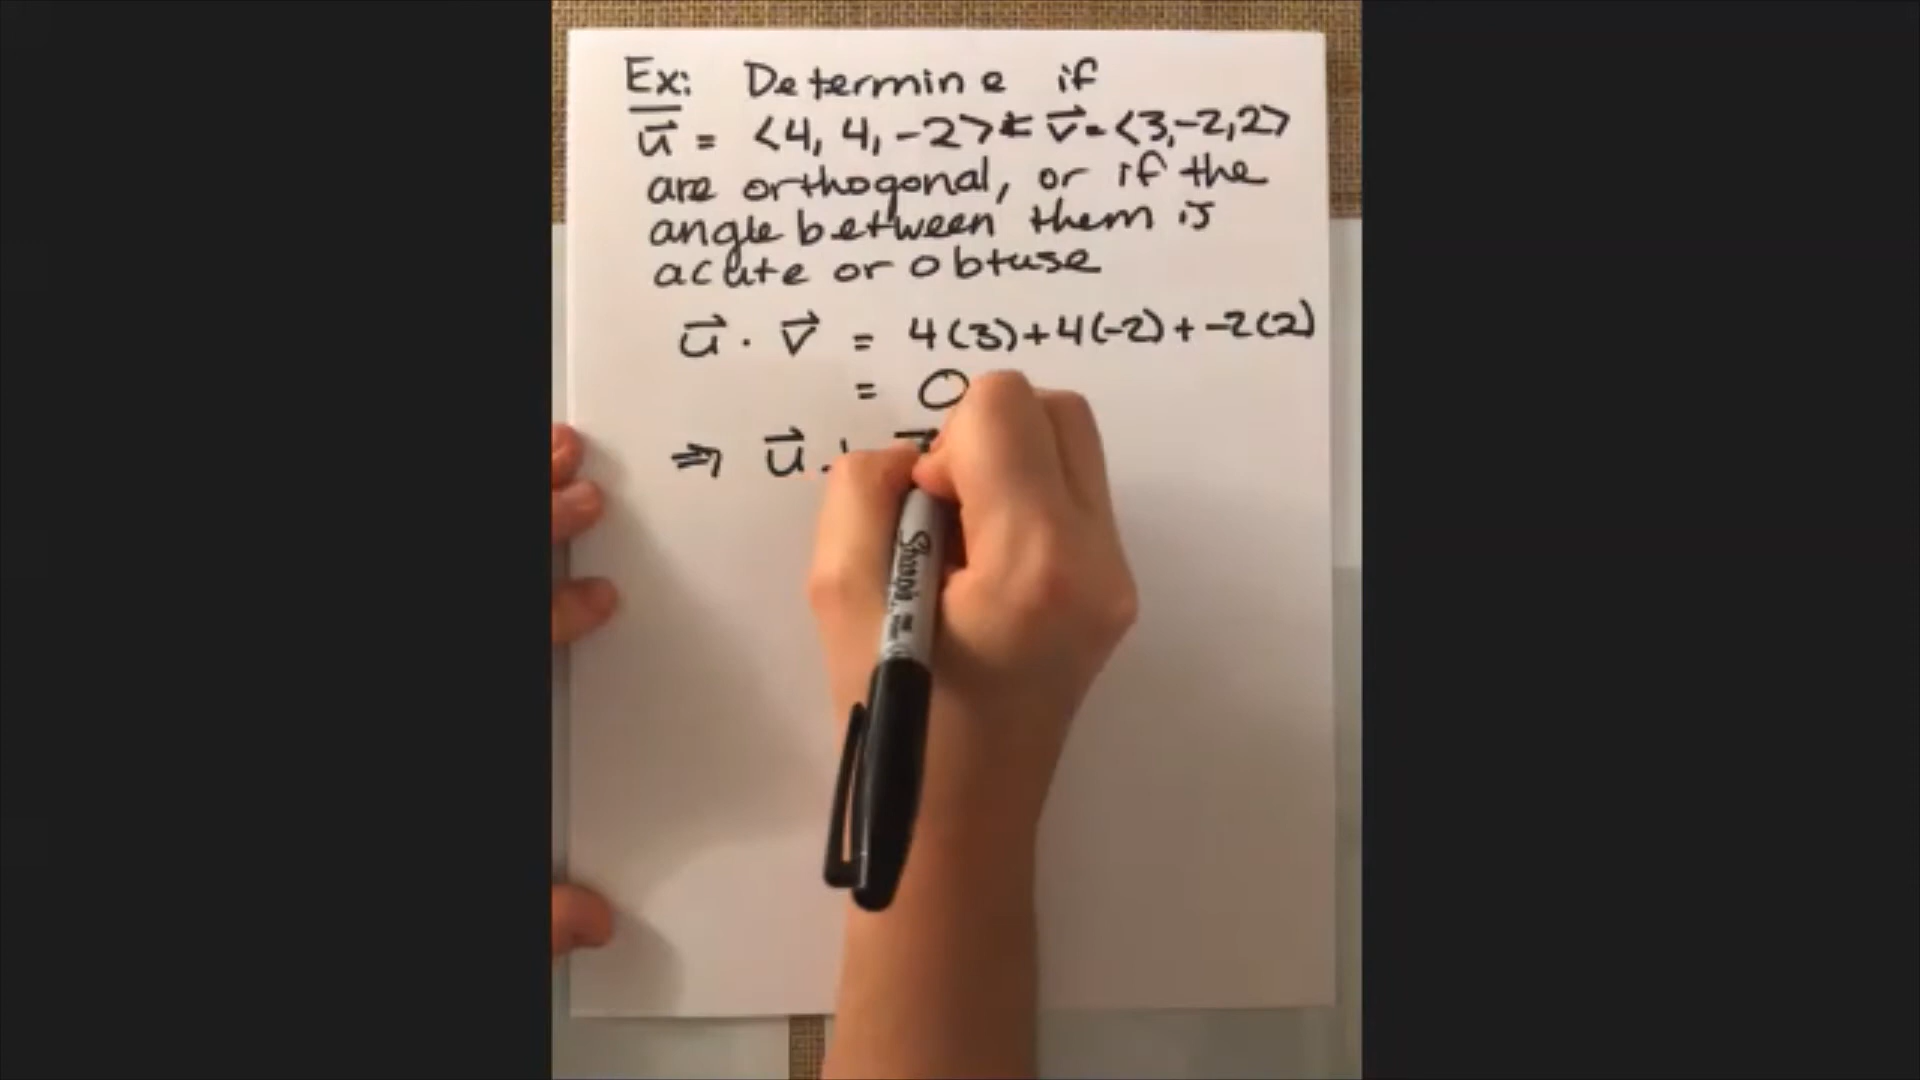 Ex: Determine if
u⃗ = <4, 4, -2> & v⃗ = <3, -2, 2>
are orthogonal, or if the
angle between them is
acute or obtuse
u⃗ · v⃗ = 4(3)+4(-2)+-2(2)
= 0
⇒ u⃗
Sharpie